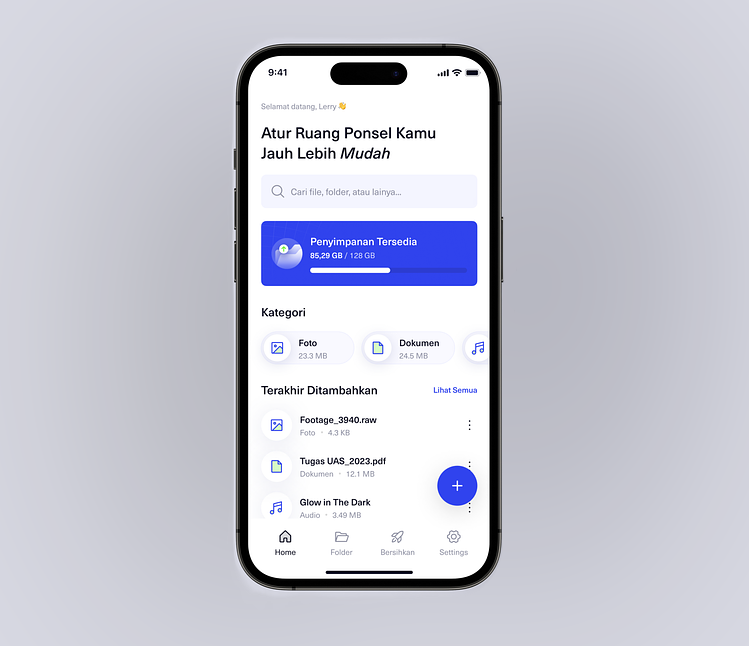 9:41
Selamat datang, Lerry 👋
Atur Ruang Ponsel Kamu
Jauh Lebih Mudah
Cari file, folder, atau lainya...
Penyimpanan Tersedia
85,29 GB / 128 GB
Kategori
Foto
23.3 MB
Dokumen
24.5 MB
Terakhir Ditambahkan
Lihat Semua
Footage_3940.raw
Foto • 4.3 KB
Tugas UAS_2023.pdf
Dokumen • 12.1 MB
Glow in The Dark
Audio • 3.49 MB
Home
Folder
Bersihkan
Settings